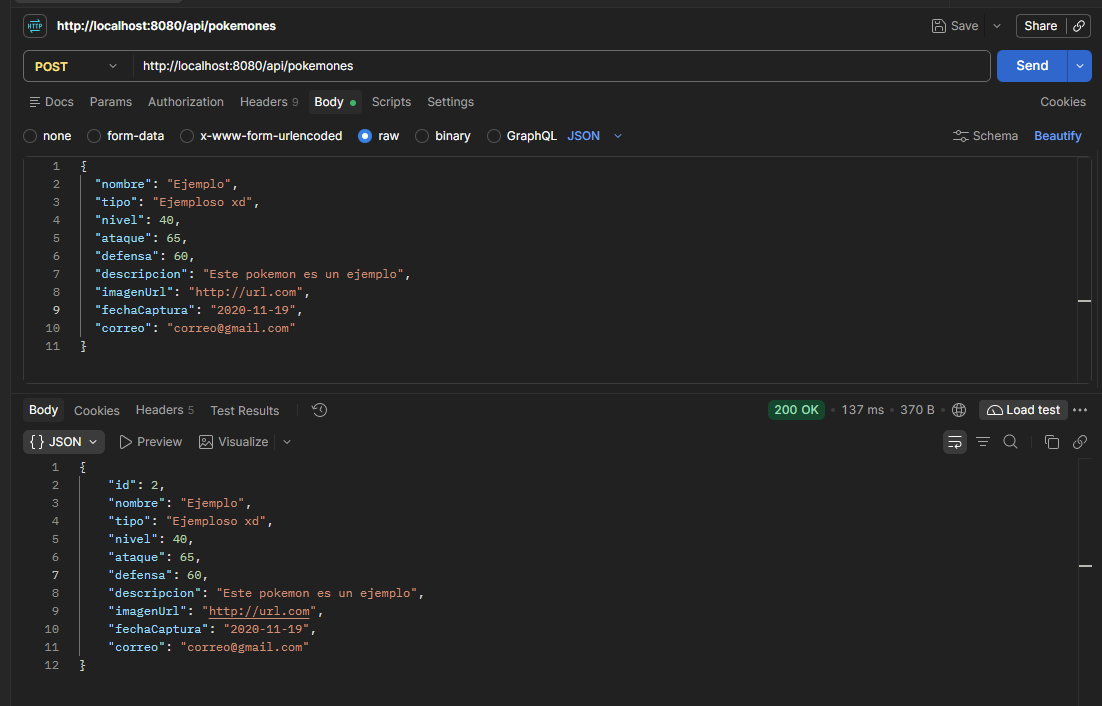 HTTP http://localhost:8080/api/pokemones Save Share
POST http://localhost:8080/api/pokemones Send
Docs Params Authorization Headers 9 Body Scripts Settings Cookies
none form-data x-www-form-urlencoded raw binary GraphQL JSON Schema Beautify
1 {
2 "nombre": "Ejemplo",
3 "tipo": "Ejemploso xd",
4 "nivel": 40,
5 "ataque": 65,
6 "defensa": 60,
7 "descripcion": "Este pokemon es un ejemplo",
8 "imagenUrl": "http://url.com",
9 "fechaCaptura": "2020-11-19",
10 "correo": "correo@gmail.com"
11 }
Body Cookies Headers 5 Test Results 200 OK • 137 ms • 370 B • Load test
{} JSON Preview Visualize
1 {
2 "id": 2,
3 "nombre": "Ejemplo",
4 "tipo": "Ejemploso xd",
5 "nivel": 40,
6 "ataque": 65,
7 "defensa": 60,
8 "descripcion": "Este pokemon es un ejemplo",
9 "imagenUrl": "http://url.com",
10 "fechaCaptura": "2020-11-19",
11 "correo": "correo@gmail.com"
12 }